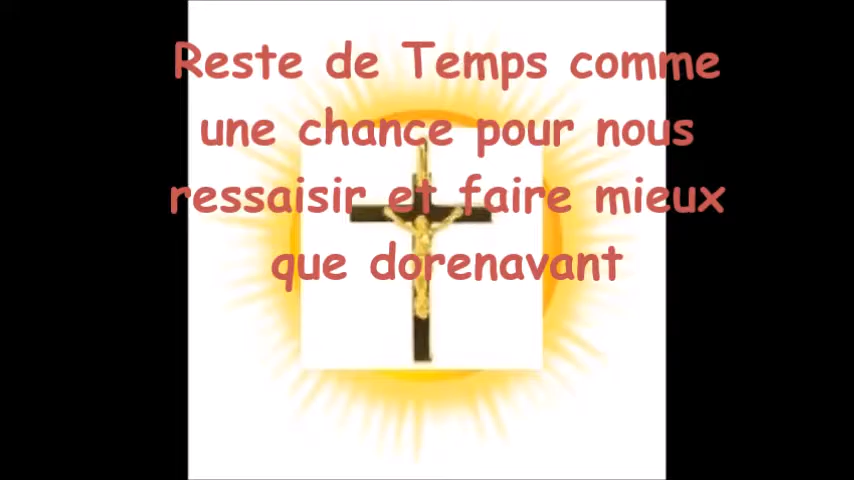 Reste de Temps comme
une chance pour nous
ressaisir et faire mieux
que dorenavant